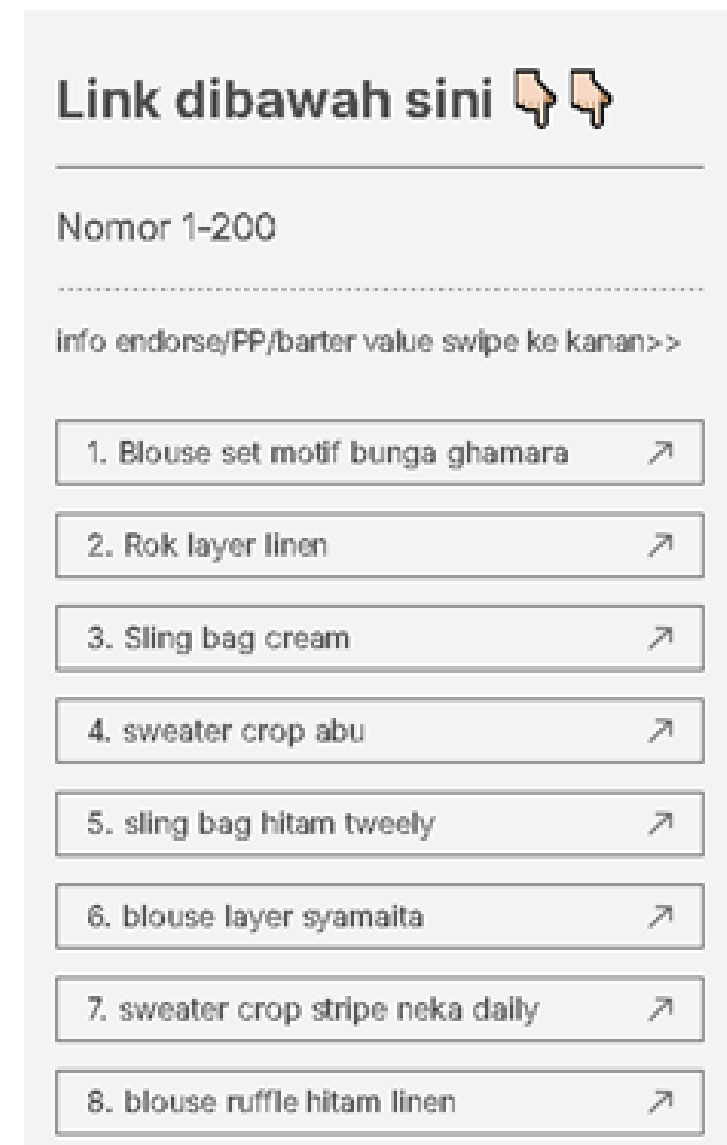 Link dibawah sini 👇🏻👇🏻
Nomor 1-200
info endorse/PP/barter value swipe ke kanan>>
1. Blouse set motif bunga ghamara
2. Rok layer linen
3. Sling bag cream
4. sweater crop abu
5. sling bag hitam tweely
6. blouse layer syamaita
7. sweater crop stripe neka daily
8. blouse ruffle hitam linen